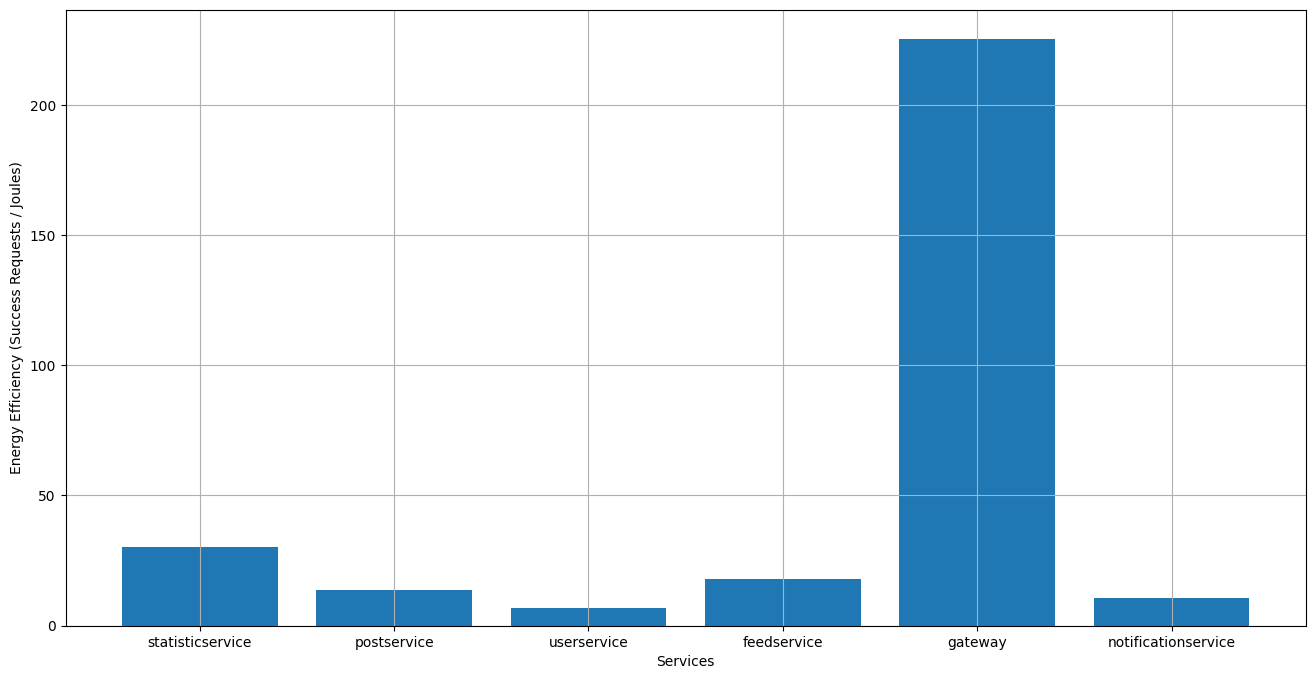 Energy Efficiency (Success Requests / Joules)
200
150
100
50
0
statisticservice
postservice
userservice
feedservice
gateway
notificationservice
Services